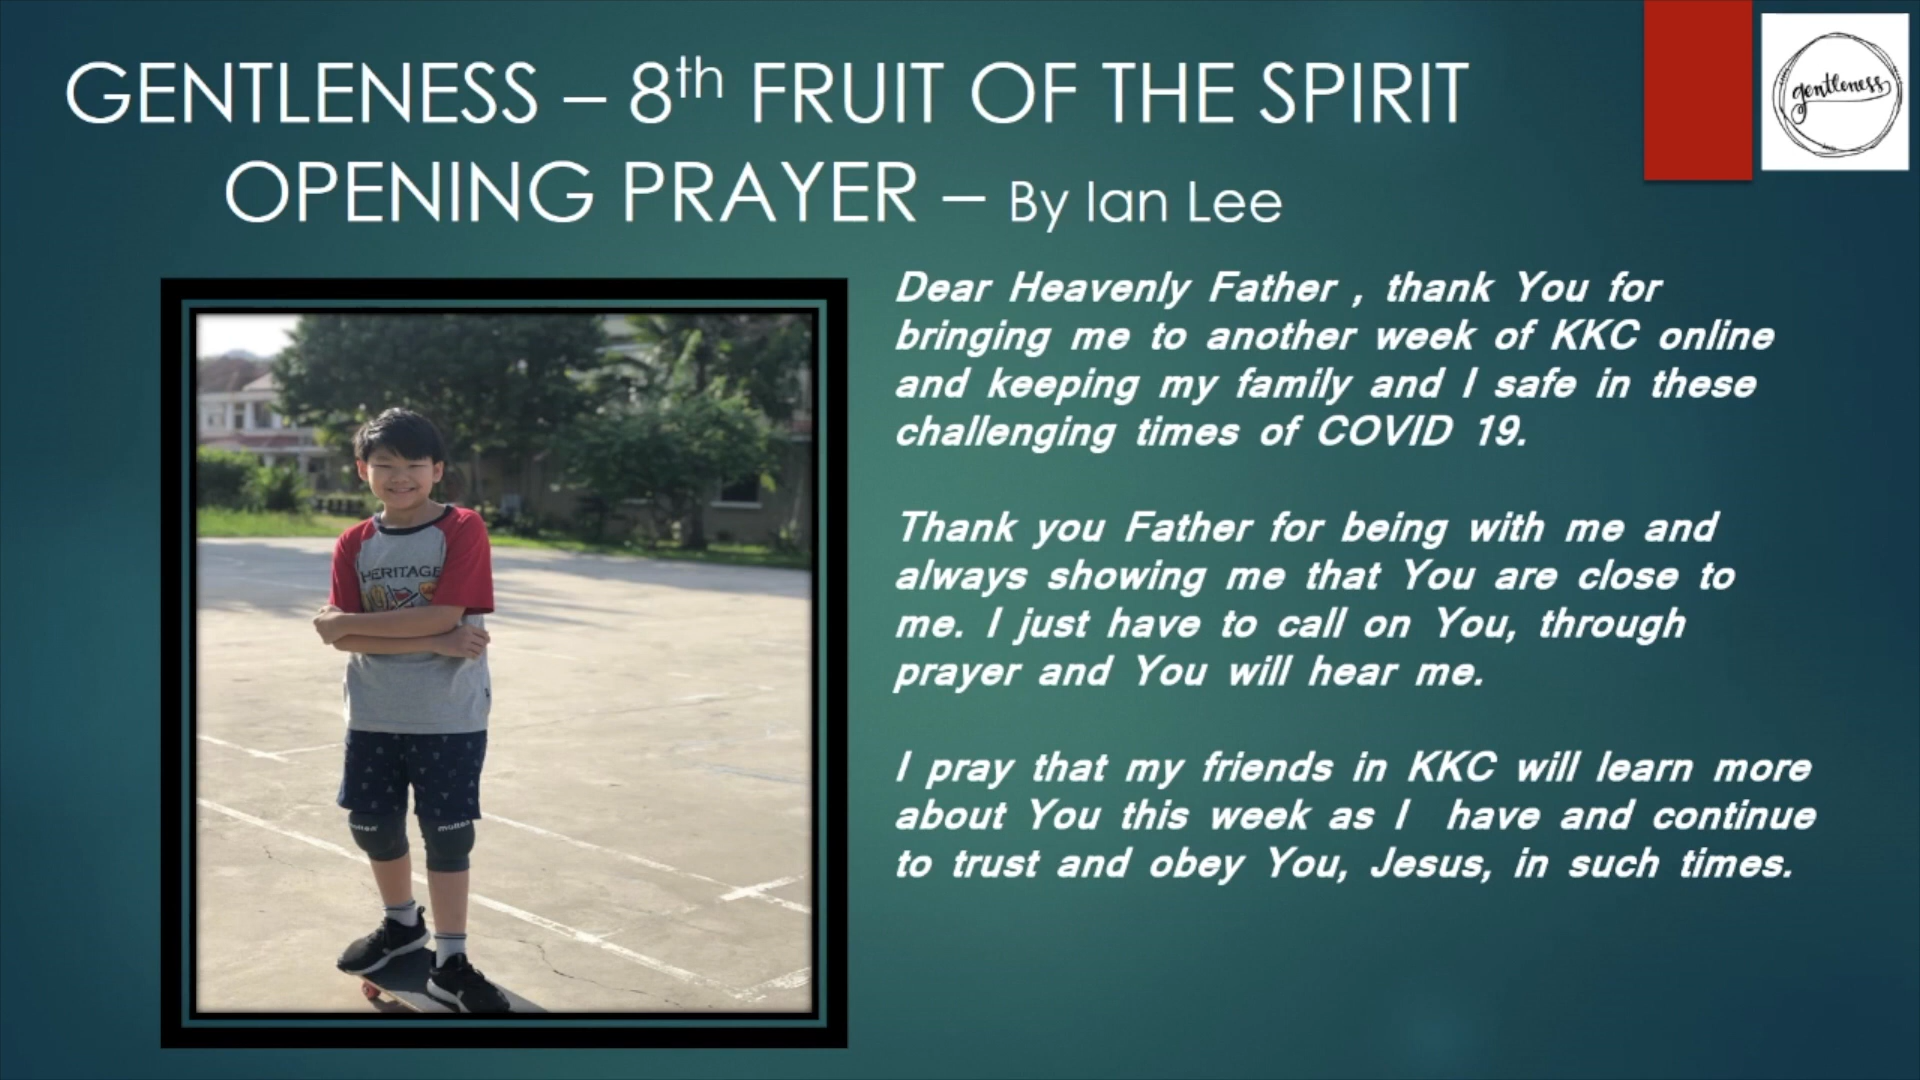 GENTLENESS – 8th FRUIT OF THE SPIRIT
OPENING PRAYER – By Ian Lee
gentleness
Dear Heavenly Father , thank You for
bringing me to another week of KKC online
and keeping my family and I safe in these
challenging times of COVID 19.
Thank you Father for being with me and
always showing me that You are close to
me. I just have to call on You, through
prayer and You will hear me.
I pray that my friends in KKC will learn more
about You this week as I have and continue
to trust and obey You, Jesus, in such times.
HERITAGE
molten
molten